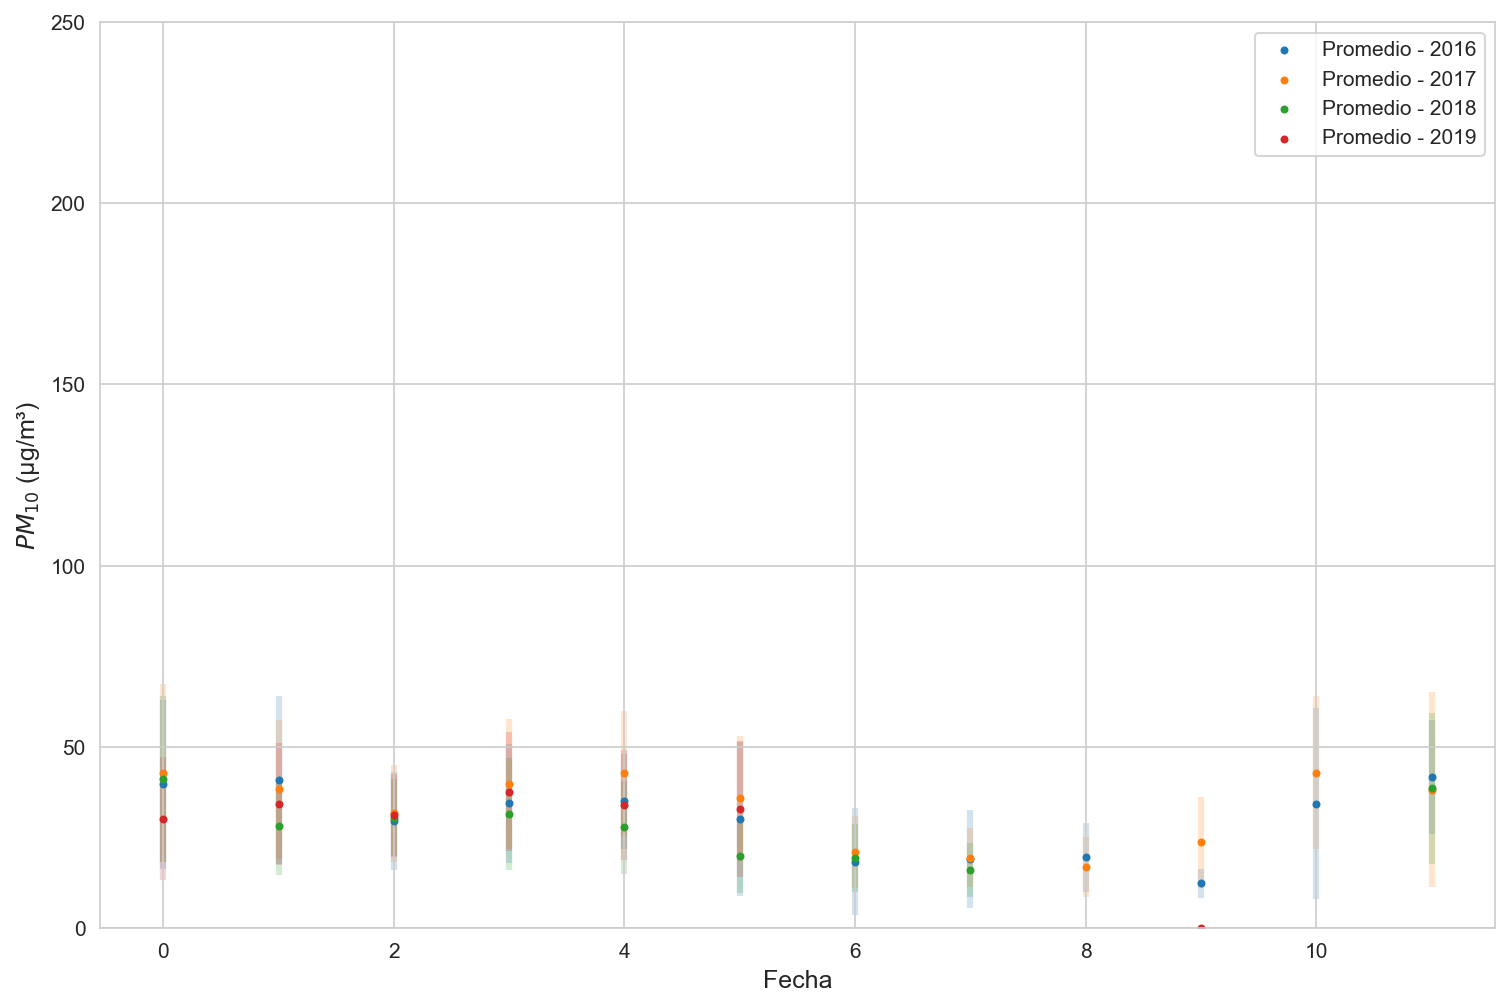 250
200
150
100
50
0
PM10 (µg/m³)
0 2 4 6 8 10
Fecha
Promedio - 2016
Promedio - 2017
Promedio - 2018
Promedio - 2019